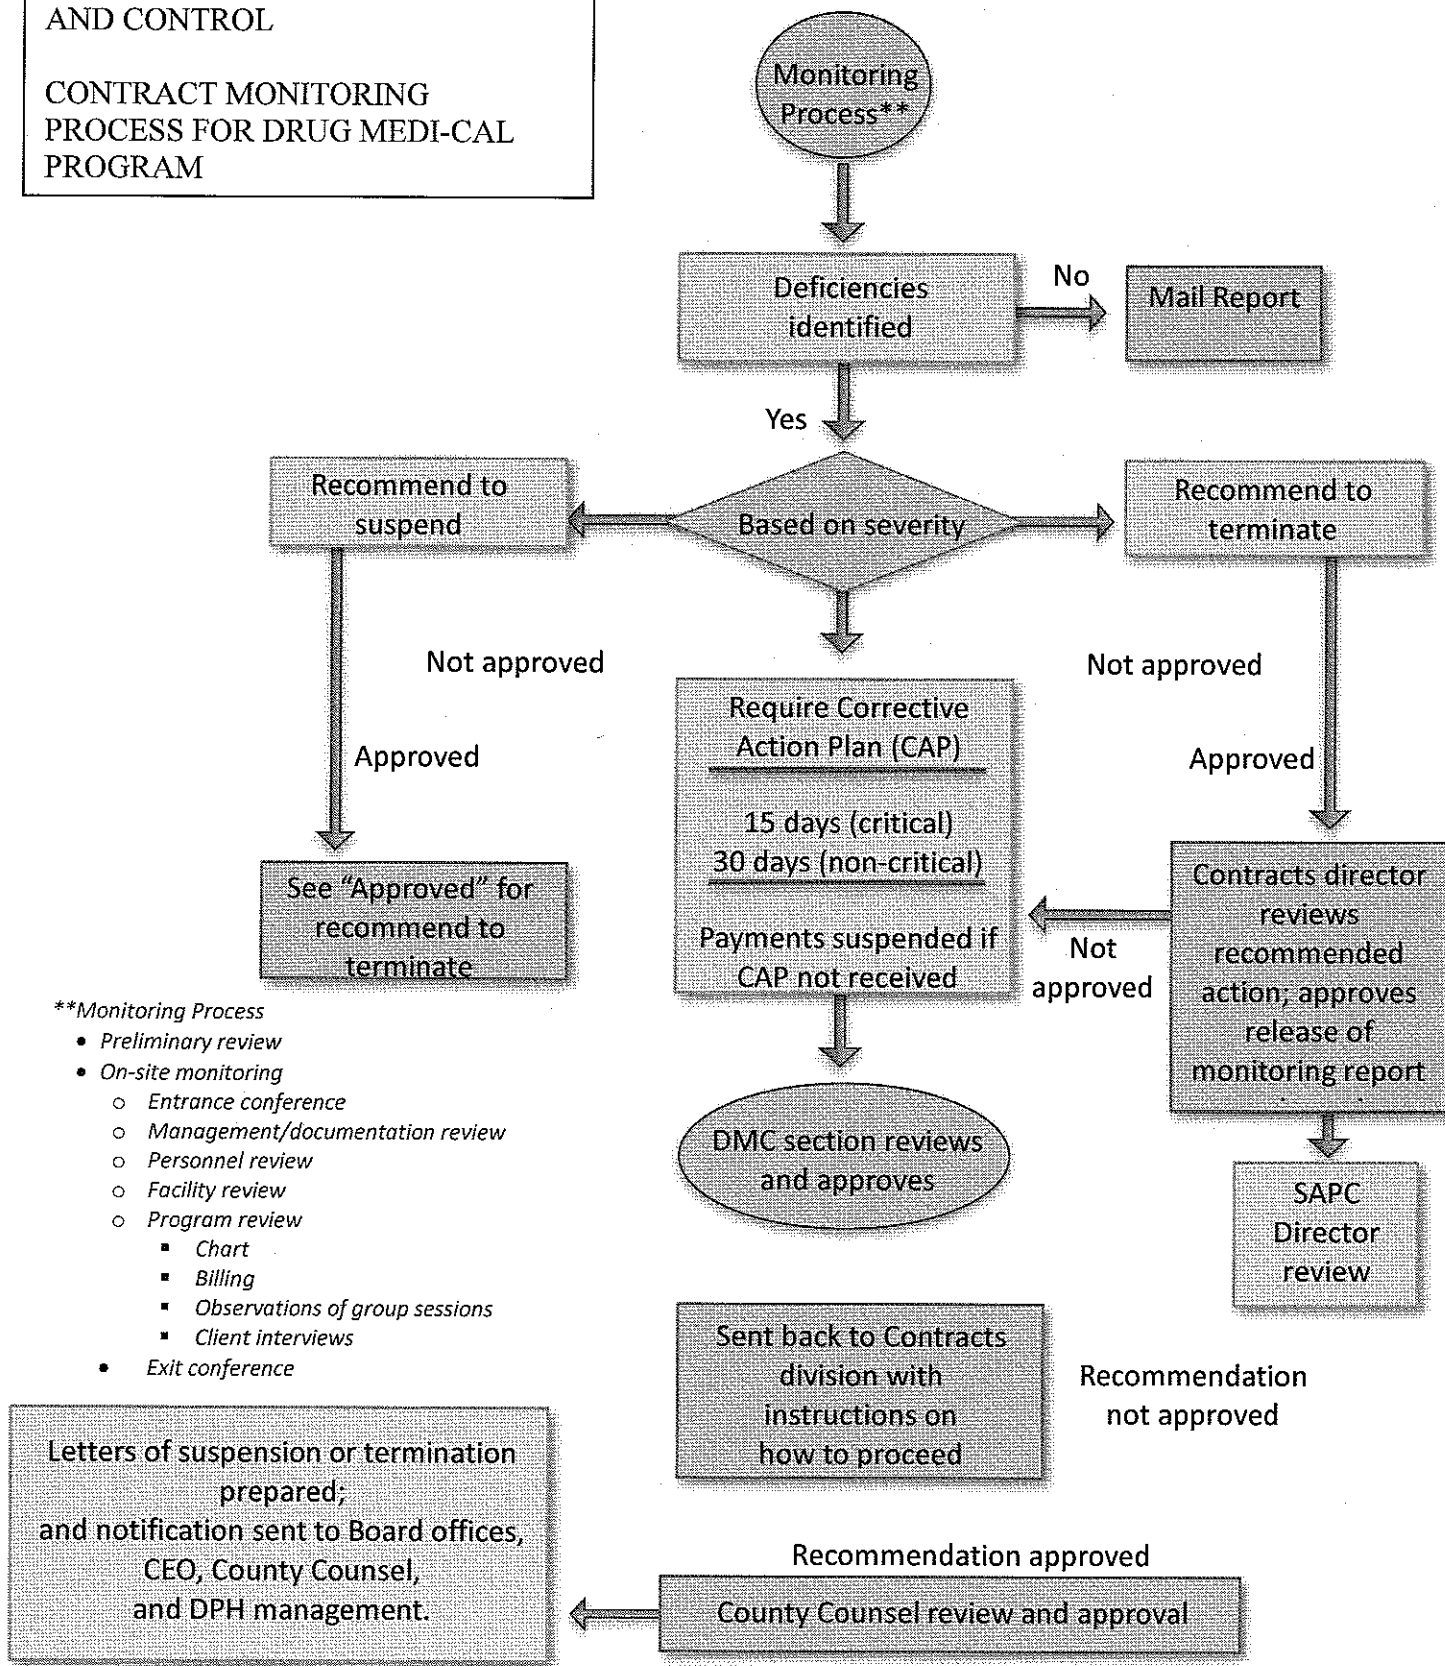 AND CONTROL
CONTRACT MONITORING
PROCESS FOR DRUG MEDI-CAL
PROGRAM
Monitoring
Process**
Deficiencies
identified
No
Mail Report
Yes
Recommend to
suspend
Based on severity
Recommend to
terminate
Not approved
Not approved
Approved
Approved
Require Corrective
Action Plan (CAP)
15 days (critical)
30 days (non-critical)
Payments suspended if
CAP not received
See "Approved" for
recommend to
terminate
Not
approved
Contracts director
reviews
recommended
action; approves
release of
monitoring report
**Monitoring Process
• Preliminary review
• On-site monitoring
o Entrance conference
o Management/documentation review
o Personnel review
o Facility review
o Program review
▪ Chart
▪ Billing
▪ Observations of group sessions
▪ Client interviews
• Exit conference
DMC section reviews
and approves
SAPC
Director
review
Sent back to Contracts
division with
instructions on
how to proceed
Recommendation
not approved
Letters of suspension or termination
prepared;
and notification sent to Board offices,
CEO, County Counsel,
and DPH management.
Recommendation approved
County Counsel review and approval